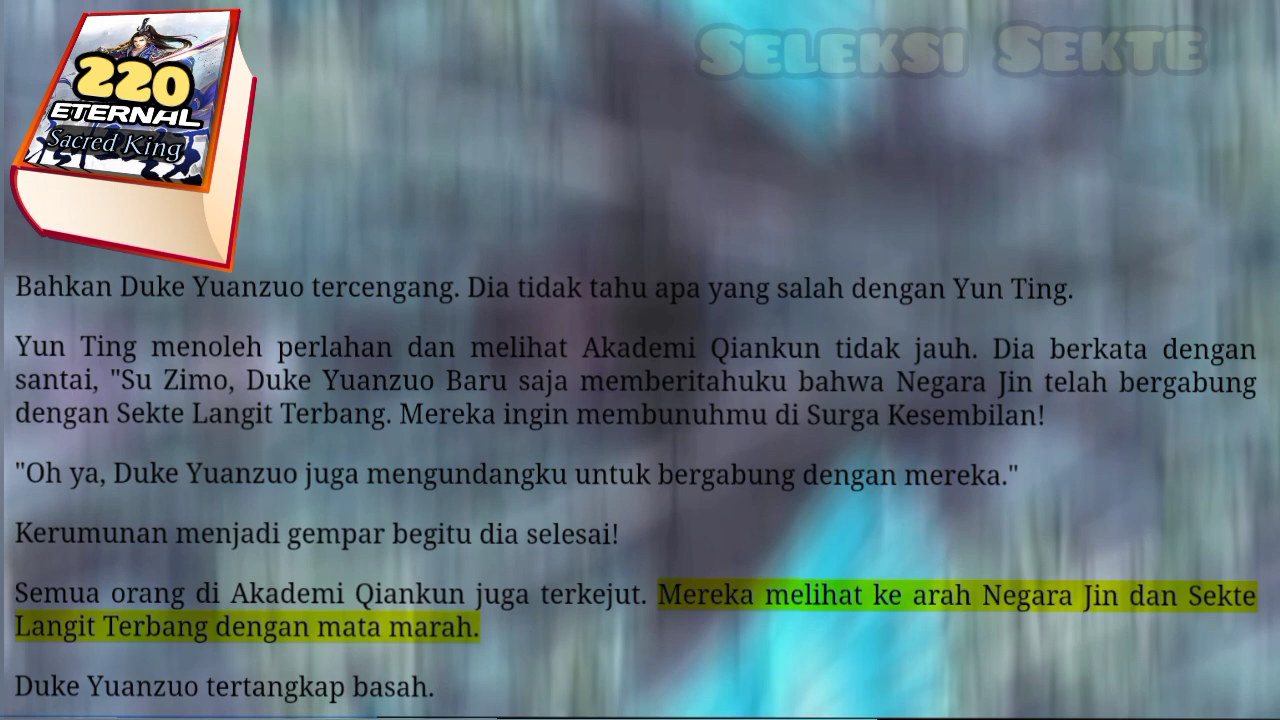 Seleksi Sekte
220
ETERNAL
Sacred King
Bahkan Duke Yuanzuo tercengang. Dia tidak tahu apa yang salah dengan Yun Ting.
Yun Ting menoleh perlahan dan melihat Akademi Qiankun tidak jauh. Dia berkata dengan
santai, "Su Zimo, Duke Yuanzuo Baru saja memberitahuku bahwa Negara Jin telah bergabung
dengan Sekte Langit Terbang. Mereka ingin membunuhmu di Surga Kesembilan!
"Oh ya, Duke Yuanzuo juga mengundangku untuk bergabung dengan mereka."
Kerumunan menjadi gempar begitu dia selesai!
Semua orang di Akademi Qiankun juga terkejut. Mereka melihat ke arah Negara Jin dan Sekte
Langit Terbang dengan mata marah.
Duke Yuanzuo tertangkap basah.